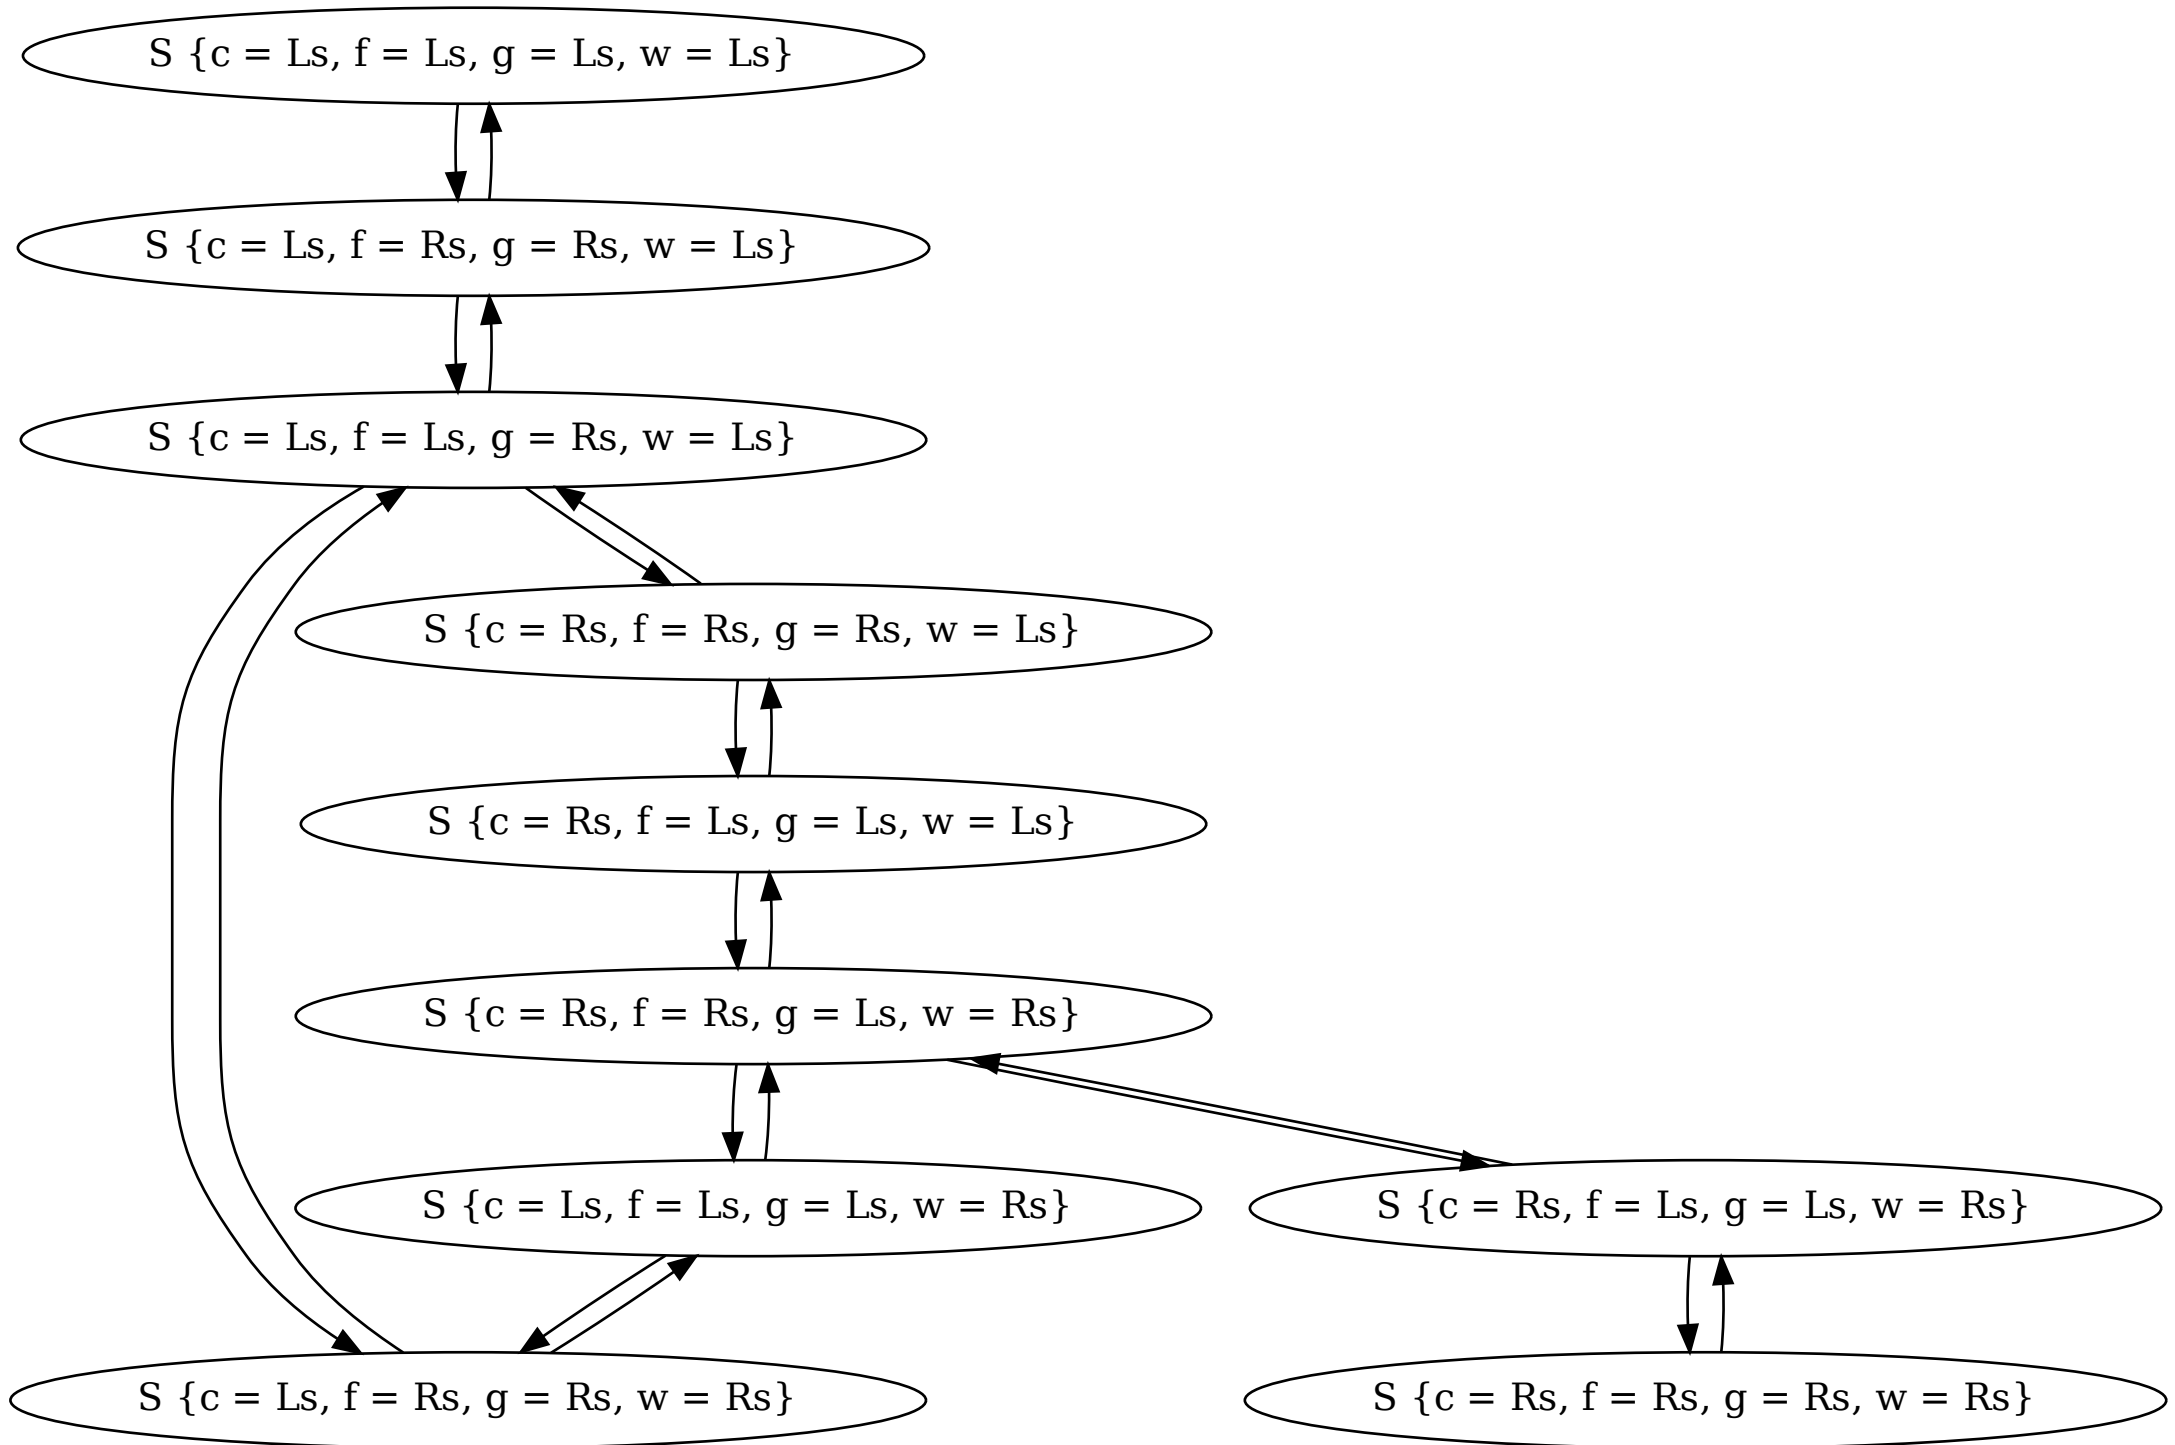 S {c = Ls, f = Ls, g = Ls, w = Ls}
S {c = Ls, f = Rs, g = Rs, w = Ls}
S {c = Ls, f = Ls, g = Rs, w = Ls}
S {c = Rs, f = Rs, g = Rs, w = Ls}
S {c = Rs, f = Ls, g = Ls, w = Ls}
S {c = Rs, f = Rs, g = Ls, w = Rs}
S {c = Ls, f = Ls, g = Ls, w = Rs}
S {c = Rs, f = Ls, g = Ls, w = Rs}
S {c = Ls, f = Rs, g = Rs, w = Rs}
S {c = Rs, f = Rs, g = Rs, w = Rs}